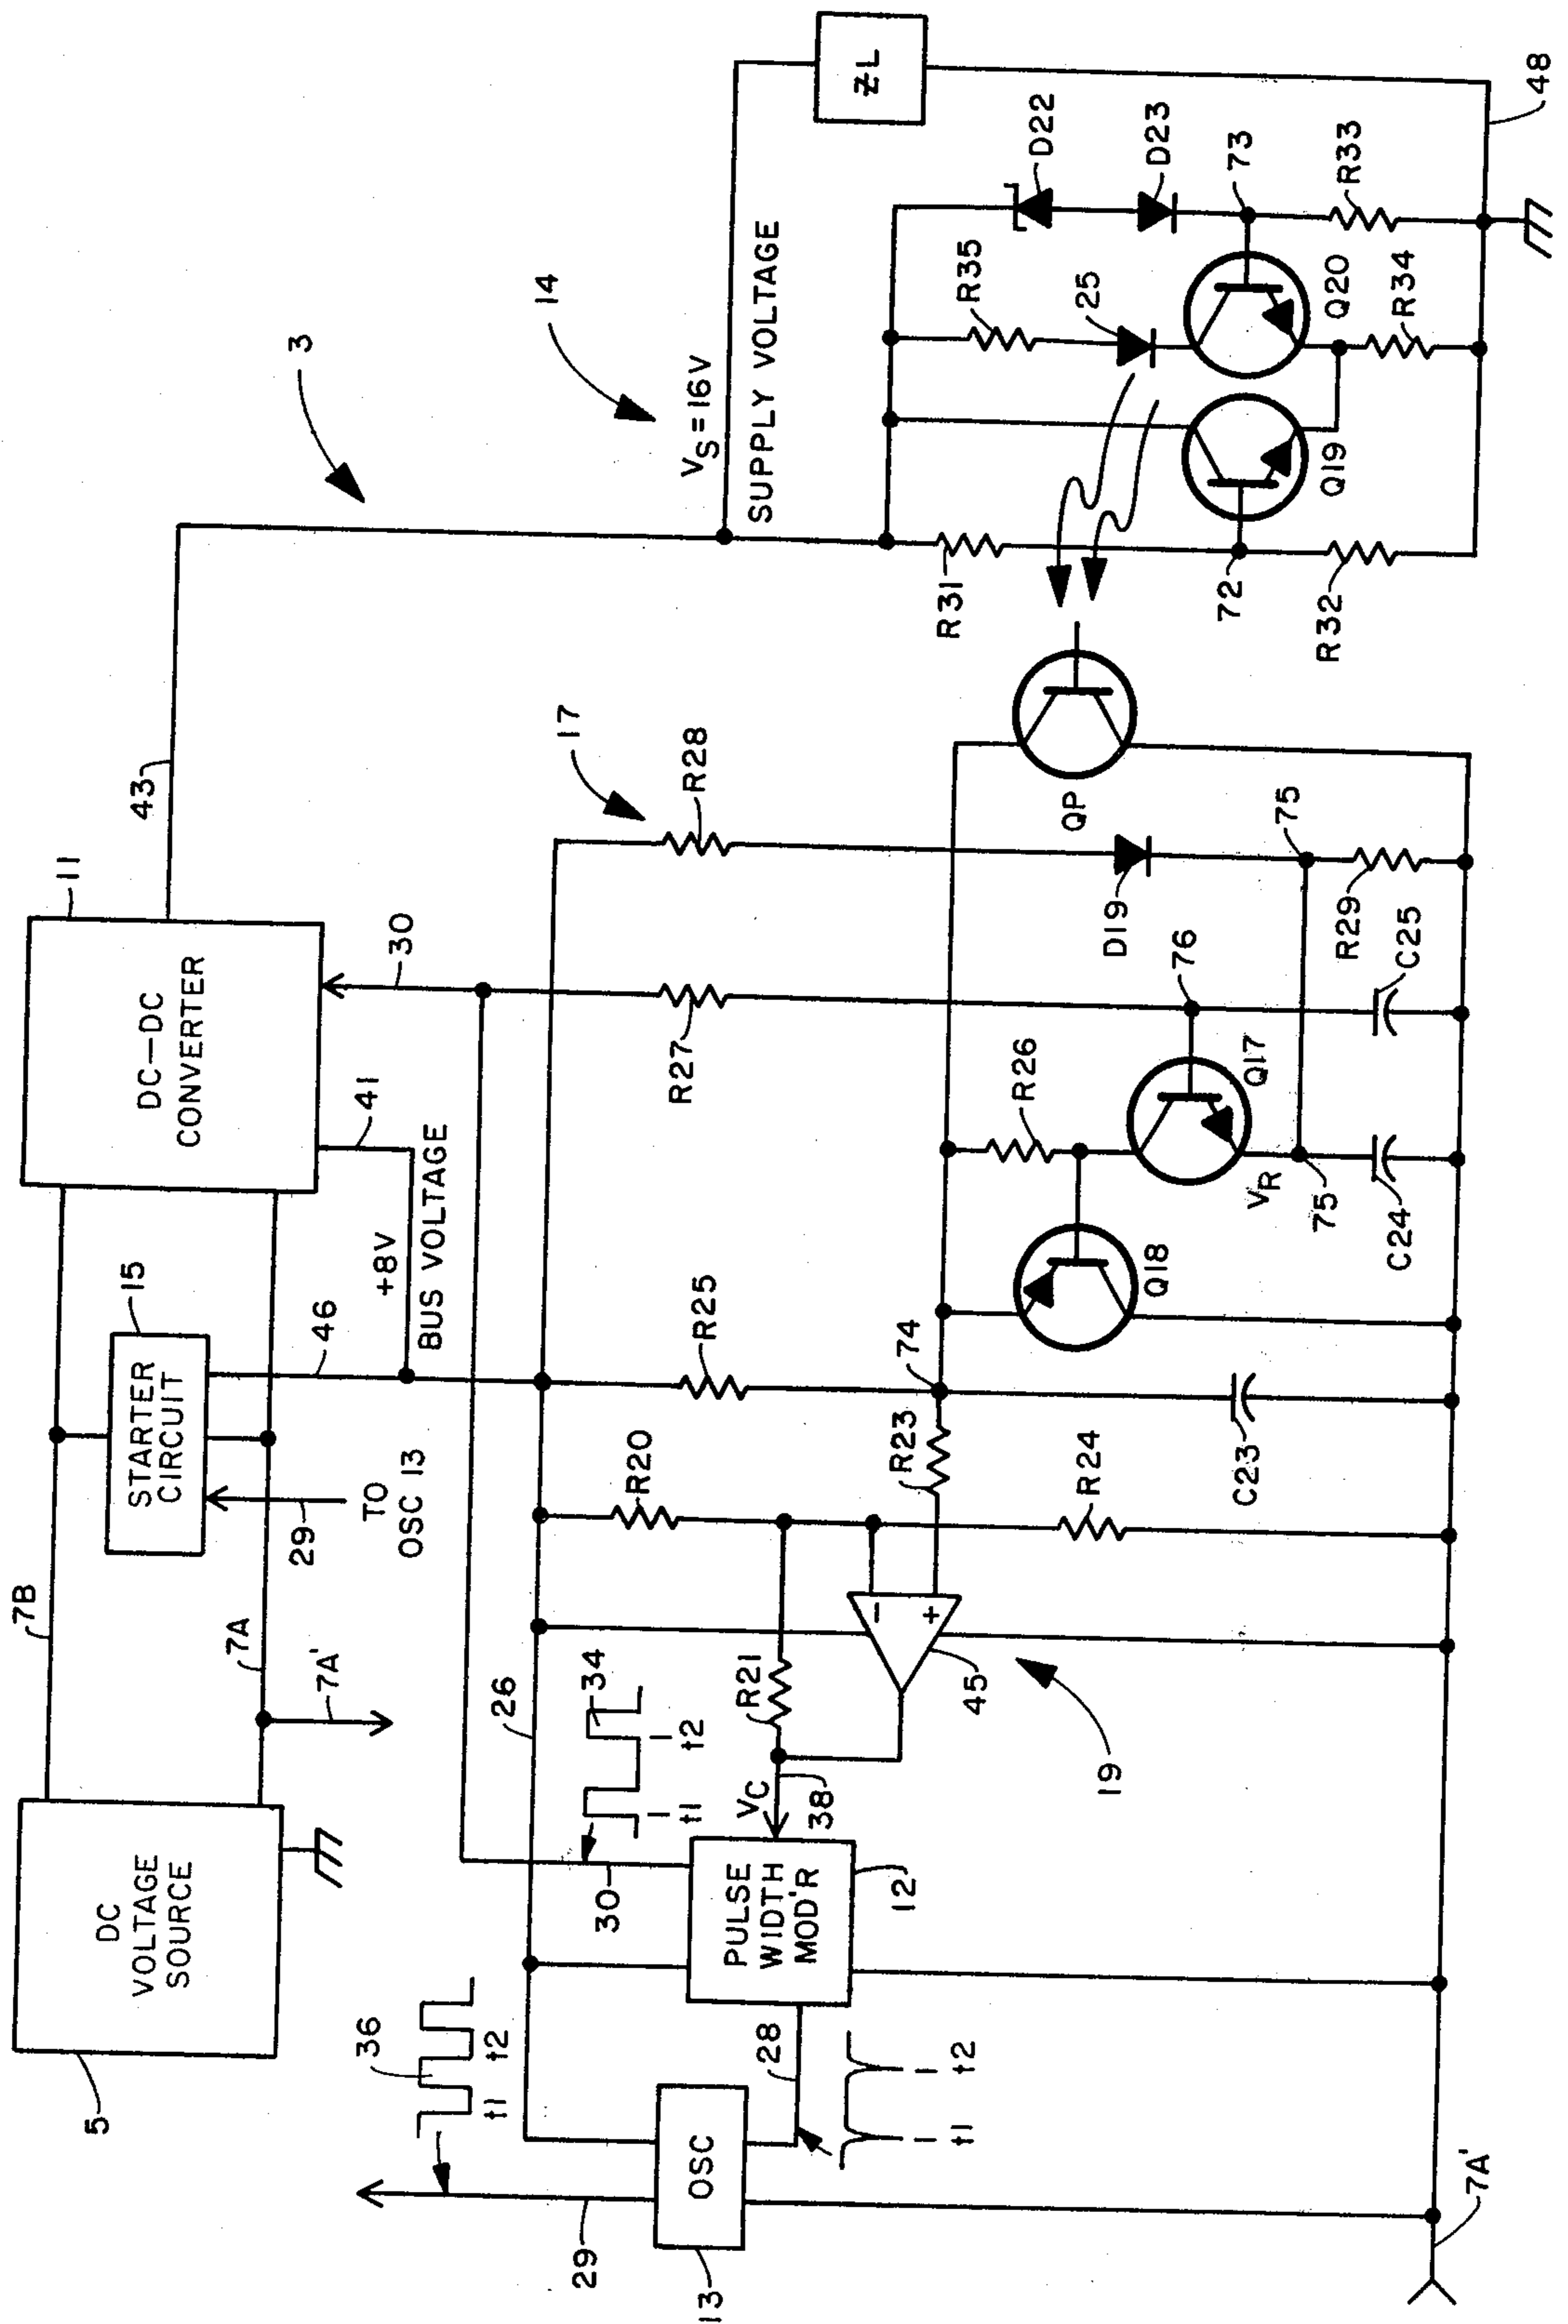 5
DC
VOLTAGE
SOURCE
7B
7A
7A'
STARTER
CIRCUIT
15
29
TO
OSC 13
46
+8V
BUS VOLTAGE
41
DC–DC
CONVERTER
11
30
43
3
14
VS=16V
SUPPLY VOLTAGE
ZL
48
36
t1
t2
29
OSC
13
28
t1
t2
26
30
34
t1
t2
PULSE
WIDTH
MOD'R
12
VC
38
R21
45
19
−
+
R20
R23
R24
R25
74
C23
Q18
R26
Q17
VR
75
C24
R27
76
C25
17
R28
D19
75
R29
QP
R31
72
R32
Q19
R35
25
Q20
R34
D22
D23
73
R33
7A'